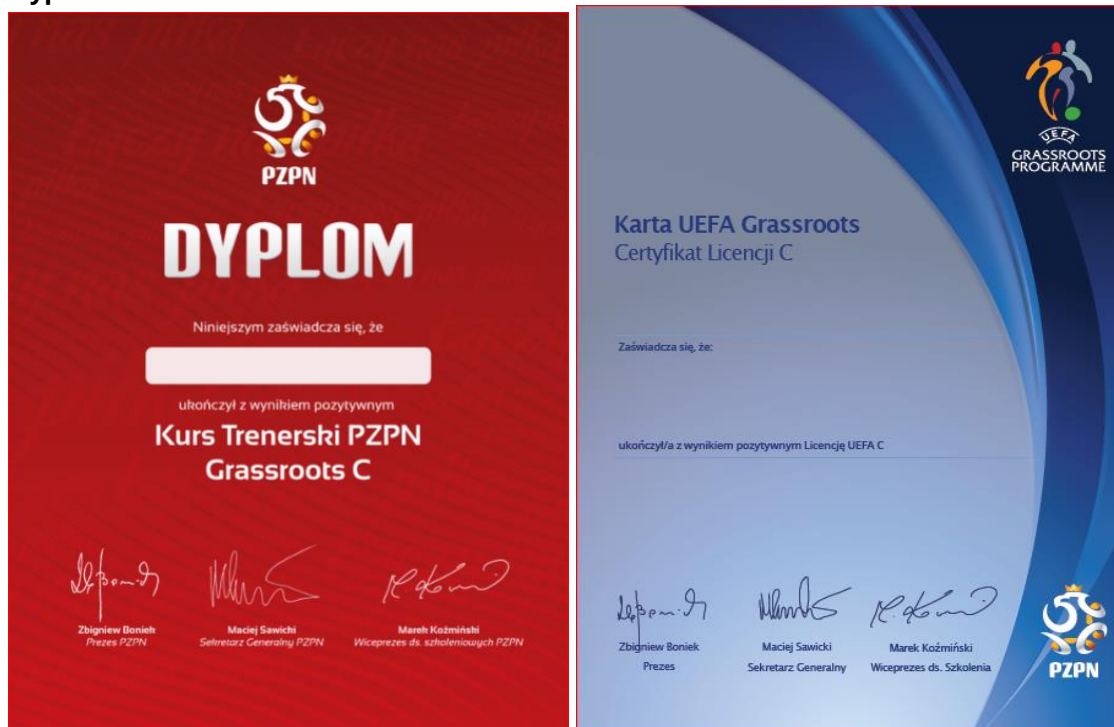 PZPN
DYPLOM
Niniejszym zaświadcza się, że
ukończył z wynikiem pozytywnym
Kurs Trenerski PZPN
Grassroots C
Zbigniew Boniek
Prezes PZPN
Maciej Sawicki
Sekretarz Generalny PZPN
Marek Koźmiński
Wiceprezes ds. szkoleniowych PZPN
UEFA
GRASSROOTS
PROGRAMME
Karta UEFA Grassroots
Certyfikat Licencji C
Zaświadcza się, że:
ukończył/a z wynikiem pozytywnym Licencję UEFA C
Zbigniew Boniek
Prezes
Maciej Sawicki
Sekretarz Generalny
Marek Koźmiński
Wiceprezes ds. Szkolenia
PZPN